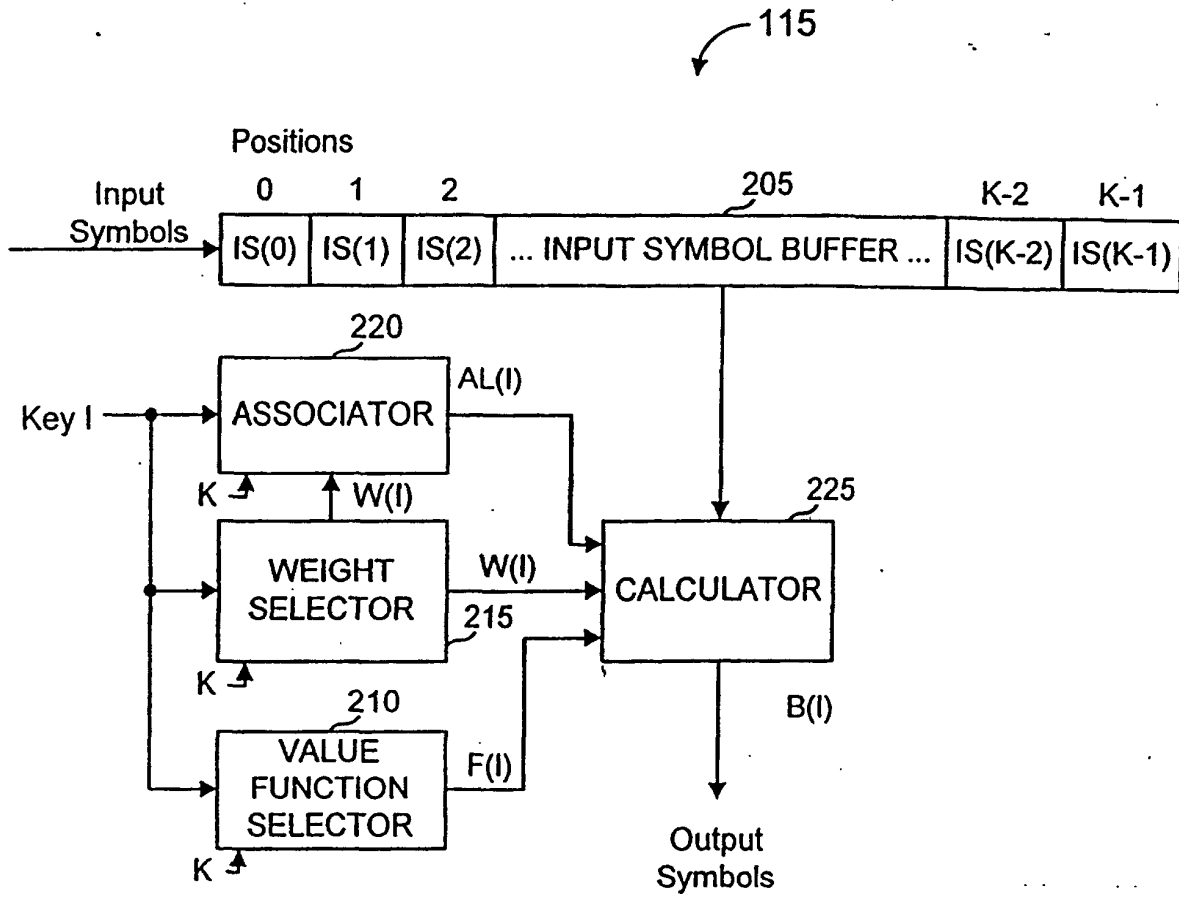 115
Positions
Input
Symbols
0 1 2 205 K-2 K-1
IS(0) IS(1) IS(2) ... INPUT SYMBOL BUFFER ... IS(K-2) IS(K-1)
220
AL(I)
Key I
ASSOCIATOR
K
W(I)
225
WEIGHT
SELECTOR
W(I)
CALCULATOR
215
K
210
B(I)
VALUE
FUNCTION
SELECTOR
F(I)
K
Output
Symbols